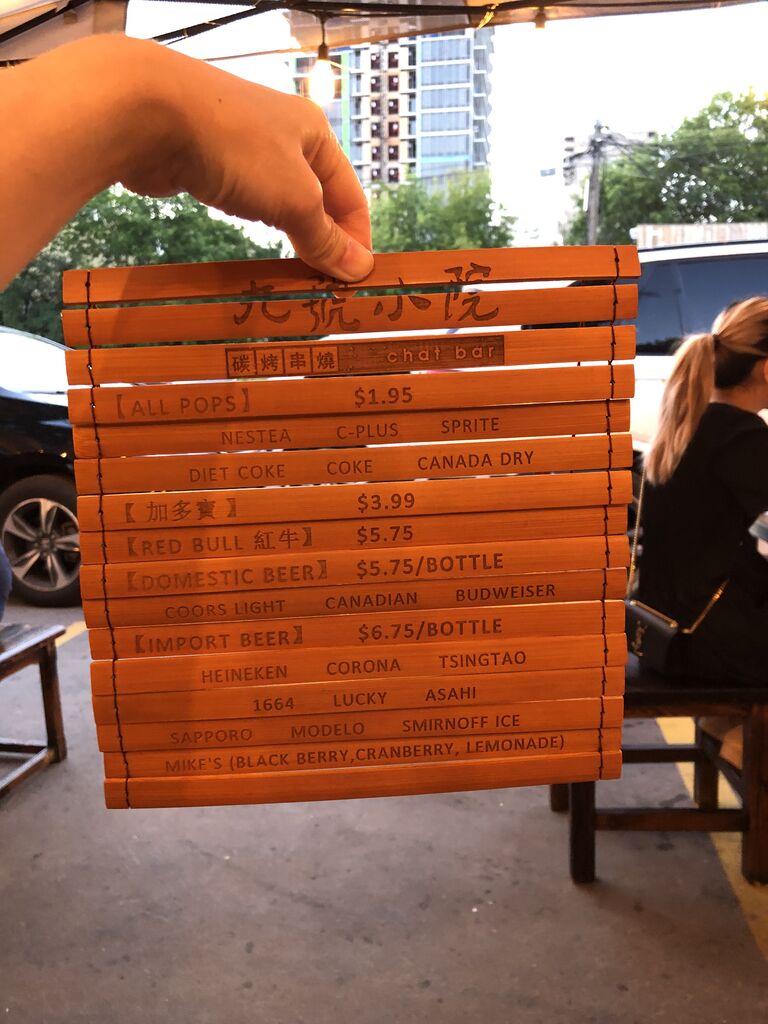 九號小院
碳烤串燒 chat bar
【ALL POPS】 $1.95
NESTEA C-PLUS SPRITE
DIET COKE COKE CANADA DRY
【加多寶】 $3.99
【RED BULL 紅牛】 $5.75
【DOMESTIC BEER】 $5.75/BOTTLE
COORS LIGHT CANADIAN BUDWEISER
【IMPORT BEER】 $6.75/BOTTLE
HEINEKEN CORONA TSINGTAO
1664 LUCKY ASAHI
SAPPORO MODELO SMIRNOFF ICE
MIKE'S (BLACK BERRY,CRANBERRY, LEMONADE)